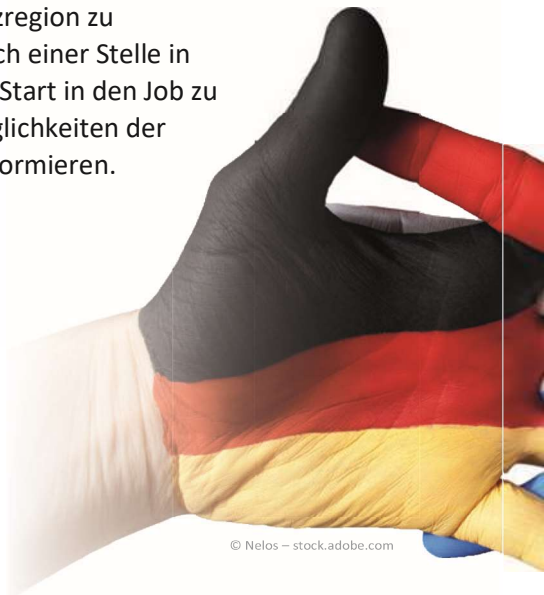 zregion zu
ch einer Stelle in
Start in den Job zu
glichkeiten der
ormieren.
© Nelos – stock.adobe.com